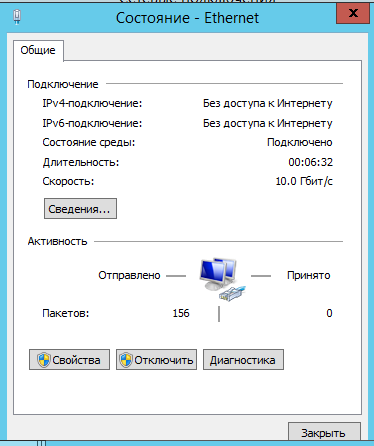 Состояние - Ethernet
x
Общие
Подключение
IPv4-подключение: Без доступа к Интернету
IPv6-подключение: Без доступа к Интернету
Состояние среды: Подключено
Длительность: 00:06:32
Скорость: 10.0 Гбит/с
Сведения...
Активность
Отправлено — Принято
Пакетов: 156 0
Свойства Отключить Диагностика
Закрыть